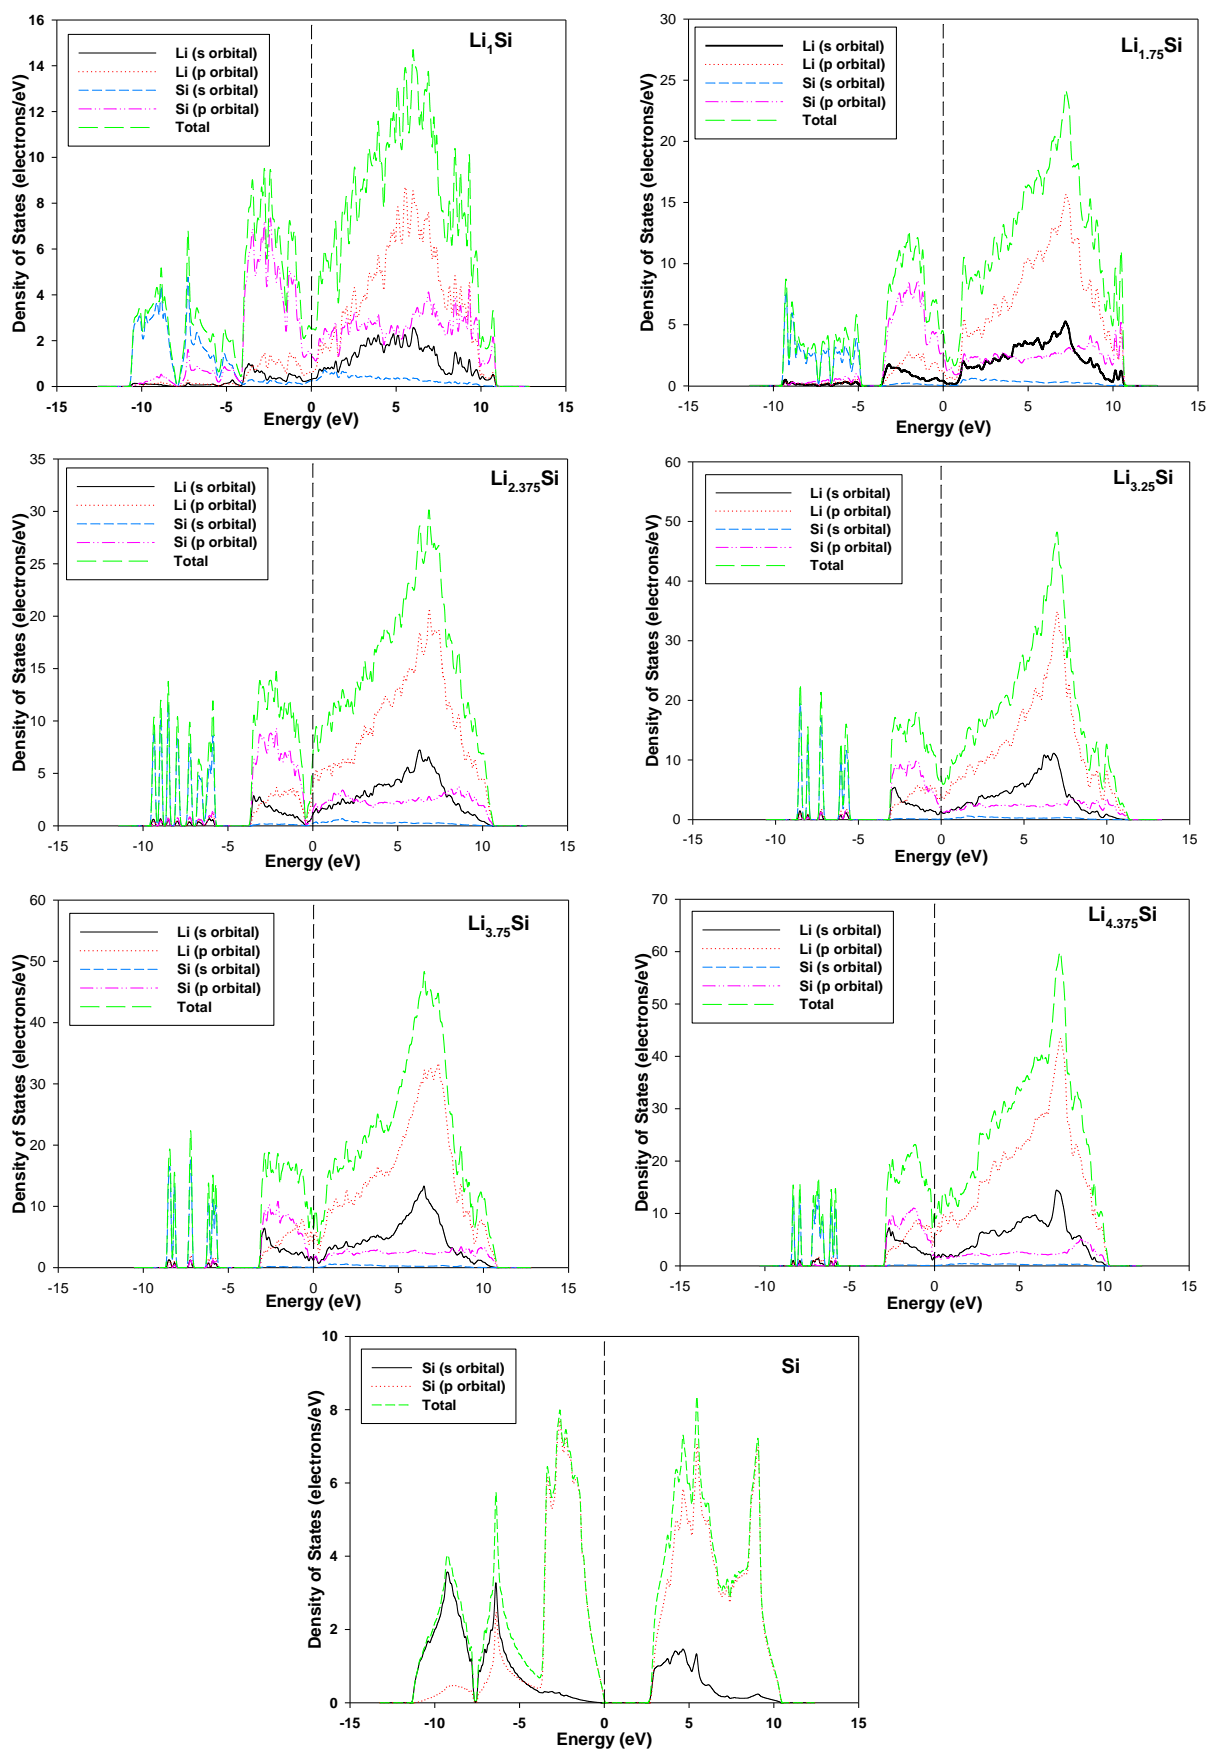 Li1Si
Li (s orbital)
Li (p orbital)
Si (s orbital)
Si (p orbital)
Total
Density of States (electrons/eV)
16
14
12
10
8
6
4
2
0
-15 -10 -5 0 5 10 15
Energy (eV)
Li1.75Si
Li (s orbital)
Li (p orbital)
Si (s orbital)
Si (p orbital)
Total
Density of States (electrons/eV)
30
25
20
15
10
5
0
-15 -10 -5 0 5 10 15
Energy (eV)
Li2.375Si
Li (s orbital)
Li (p orbital)
Si (s orbital)
Si (p orbital)
Total
Density of States (electrons/eV)
35
30
25
20
15
10
5
0
-15 -10 -5 0 5 10 15
Energy (eV)
Li3.25Si
Li (s orbital)
Li (p orbital)
Si (s orbital)
Si (p orbital)
Total
Density of States (electrons/eV)
60
50
40
30
20
10
0
-15 -10 -5 0 5 10 15
Energy (eV)
Li3.75Si
Li (s orbital)
Li (p orbital)
Si (s orbital)
Si (p orbital)
Total
Density of States (electrons/eV)
60
50
40
30
20
10
0
-15 -10 -5 0 5 10 15
Energy (eV)
Li4.375Si
Li (s orbital)
Li (p orbital)
Si (s orbital)
Si (p orbital)
Total
Density of States (electrons/eV)
70
60
50
40
30
20
10
0
-15 -10 -5 0 5 10 15
Energy (eV)
Si
Si (s orbital)
Si (p orbital)
Total
Density of States (electrons/eV)
10
8
6
4
2
0
-15 -10 -5 0 5 10 15
Energy (eV)